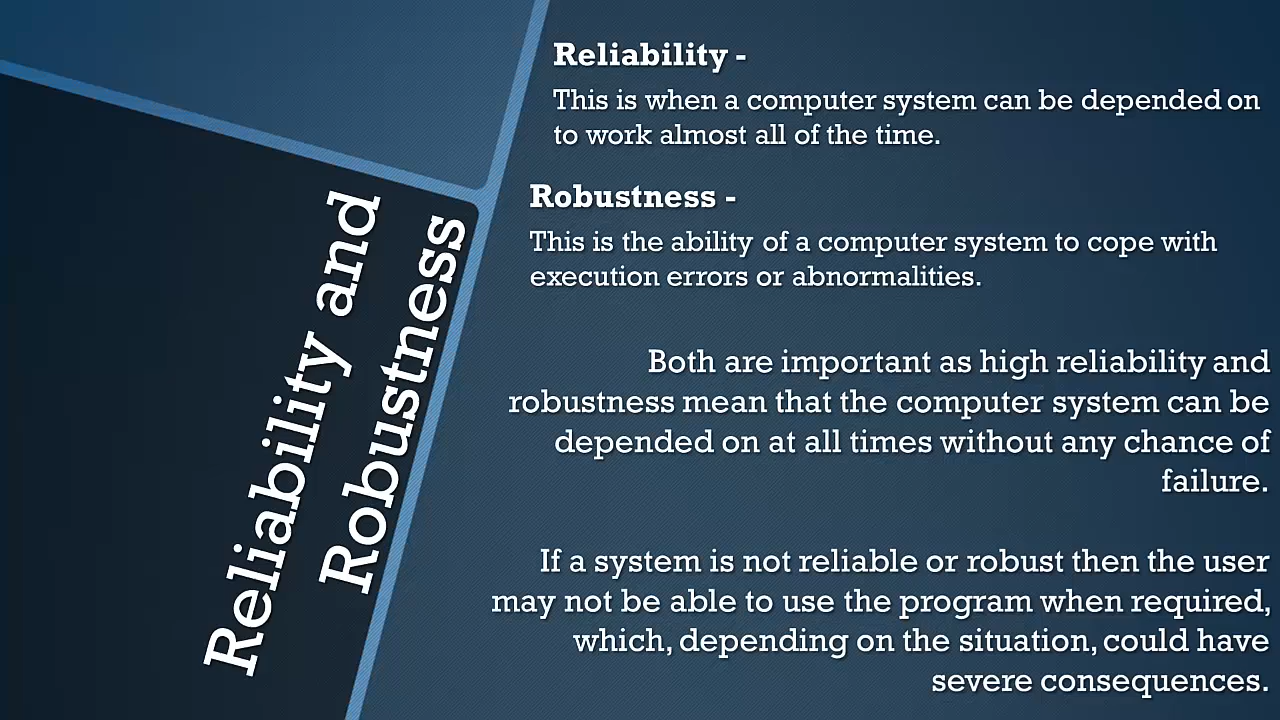 Reliability and
Robustness
Reliability -
This is when a computer system can be depended on
to work almost all of the time.
Robustness -
This is the ability of a computer system to cope with
execution errors or abnormalities.
Both are important as high reliability and
robustness mean that the computer system can be
depended on at all times without any chance of
failure.
If a system is not reliable or robust then the user
may not be able to use the program when required,
which, depending on the situation, could have
severe consequences.